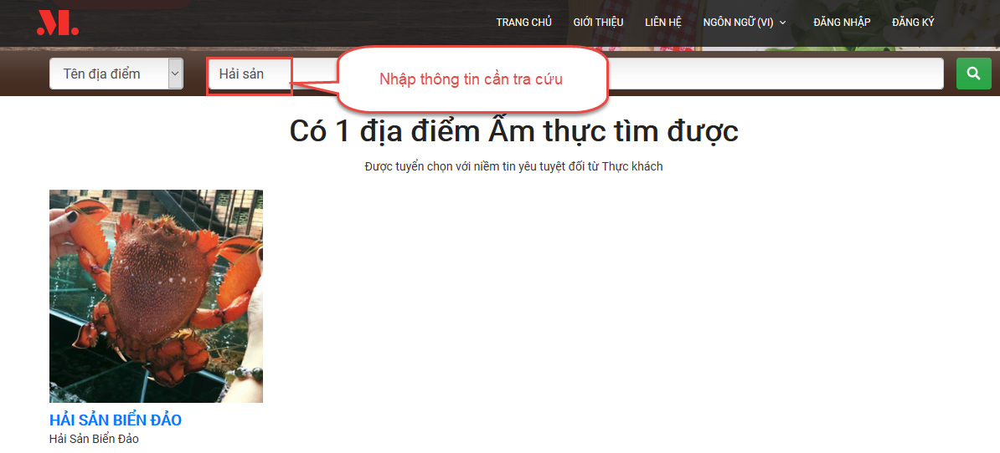 M.
TRANG CHỦ GIỚI THIỆU LIÊN HỆ NGÔN NGỮ (VI) ĐĂNG NHẬP ĐĂNG KÝ
Tên địa điểm Hải sản Nhập thông tin cần tra cứu
Có 1 địa điểm Ẩm thực tìm được
Được tuyển chọn với niềm tin yêu tuyệt đối từ Thực khách
HẢI SẢN BIỂN ĐẢO
Hải Sản Biển Đảo